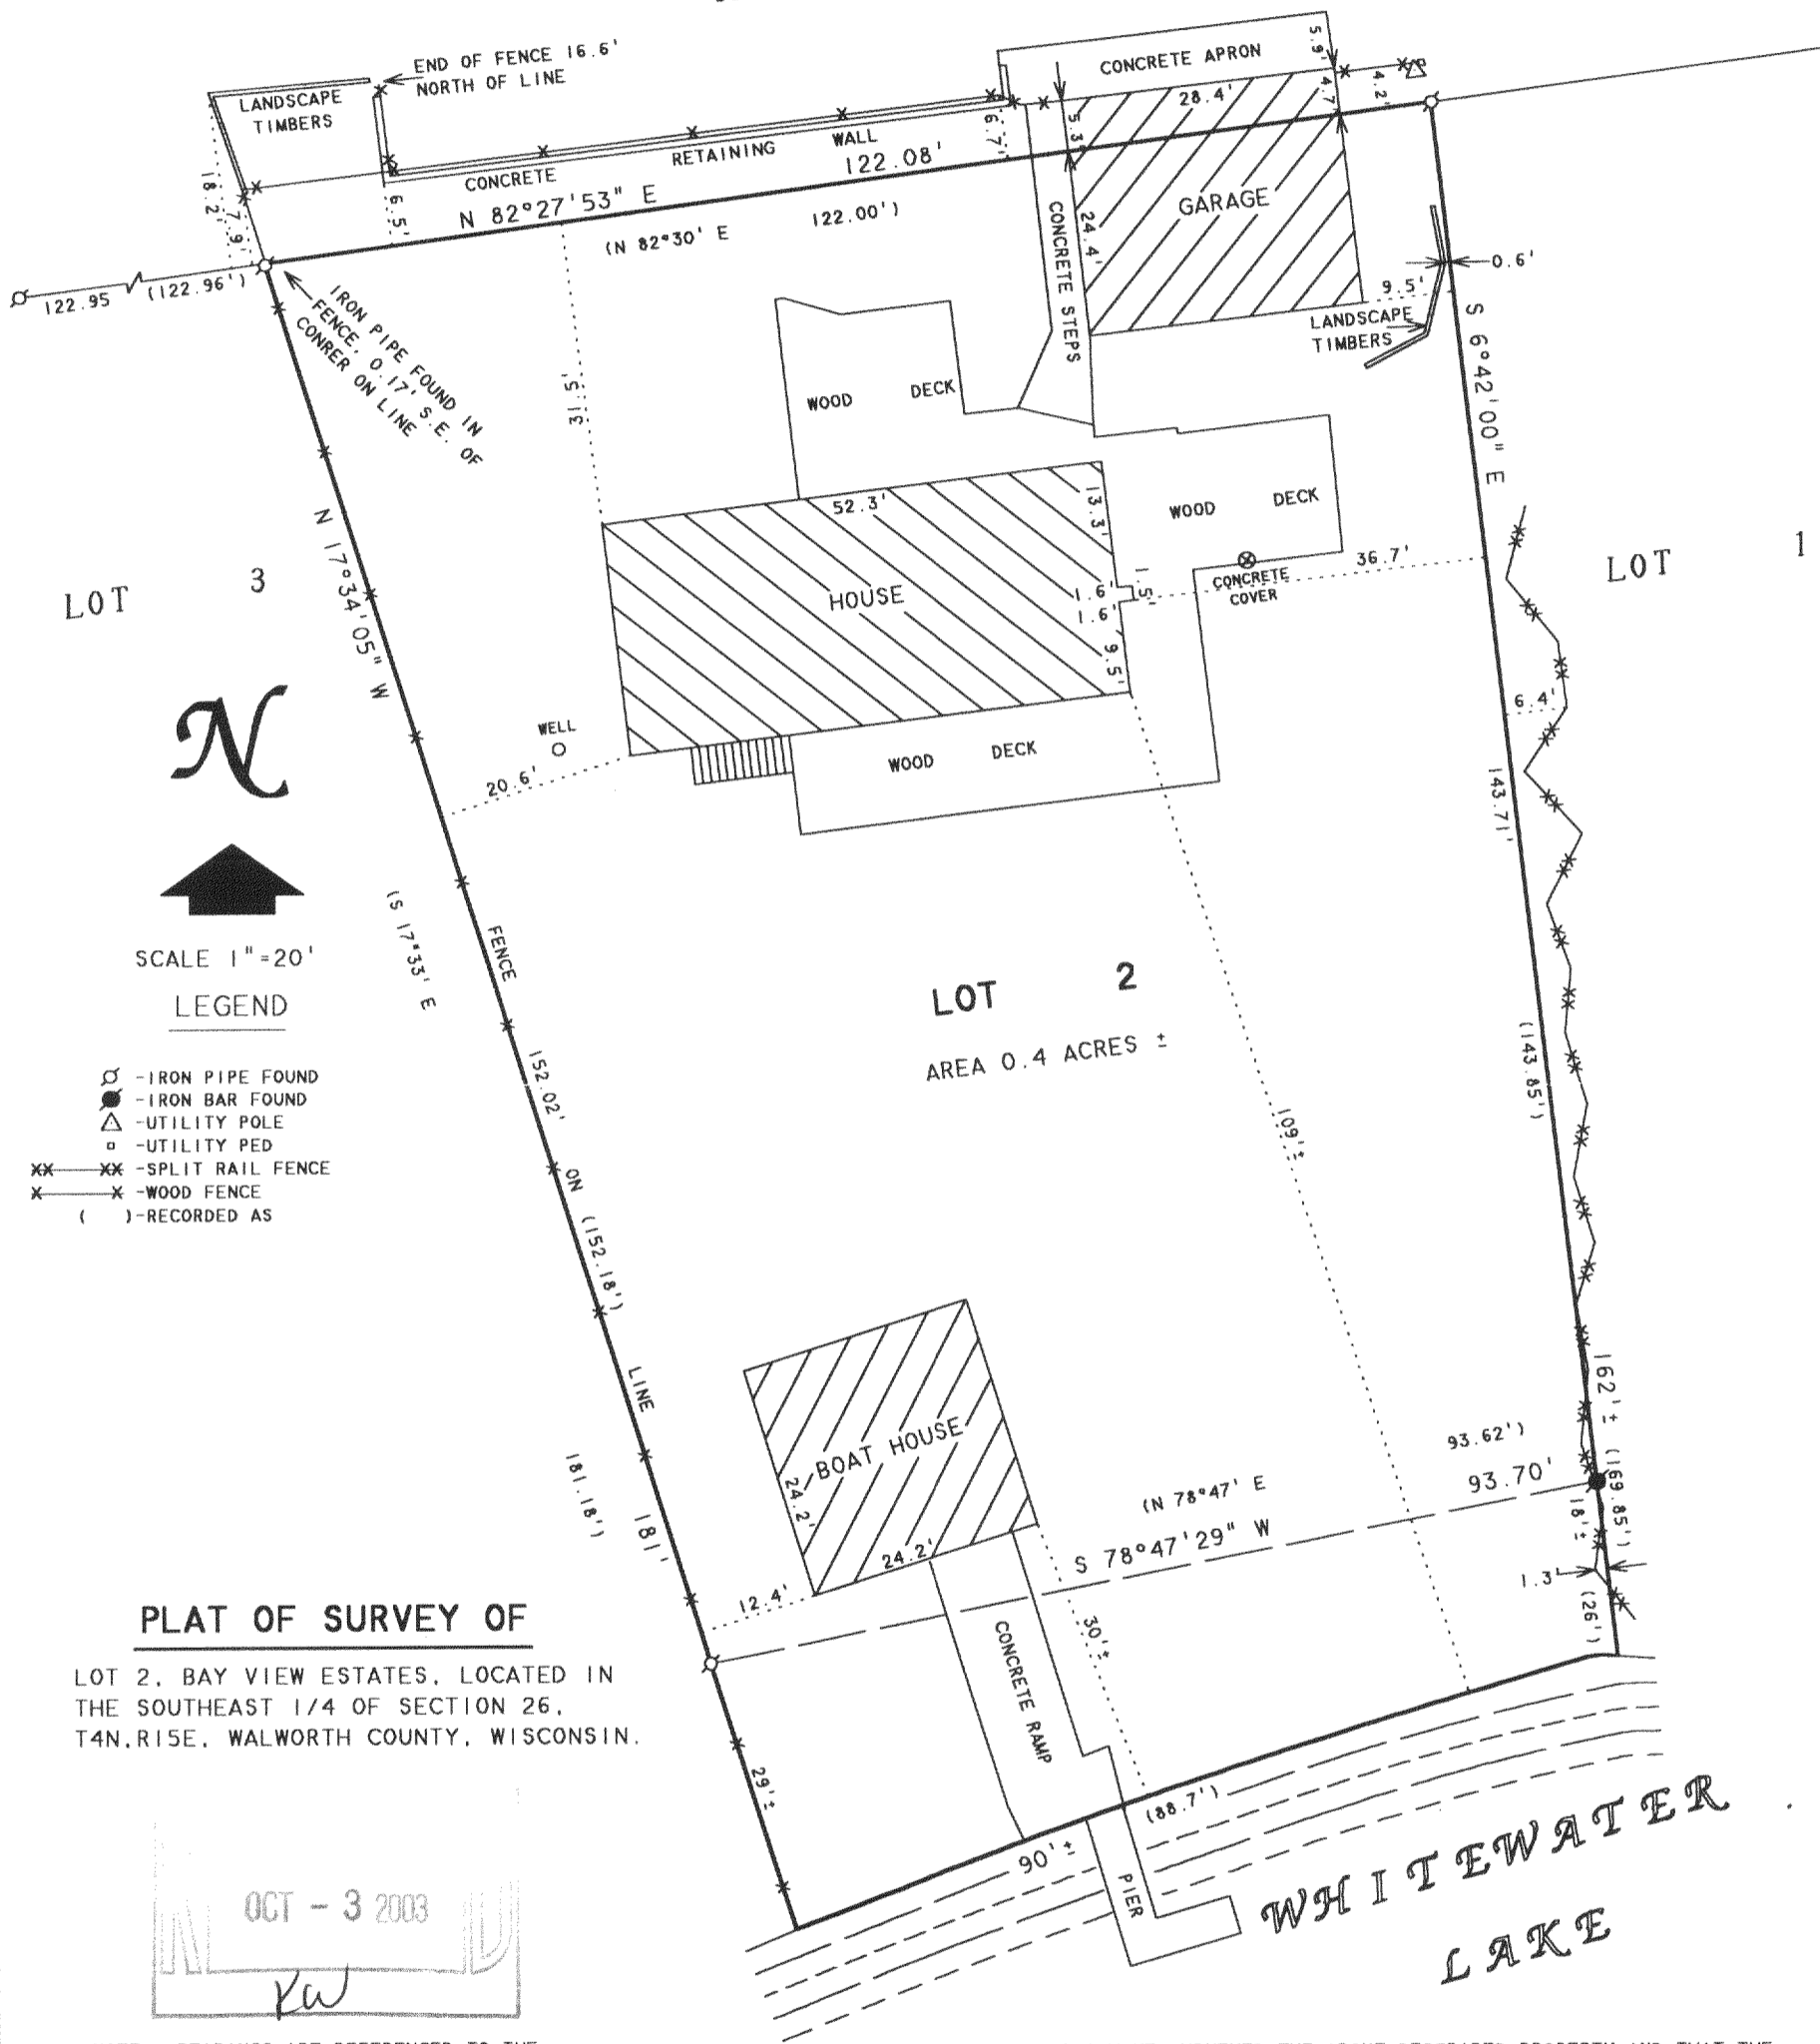 END OF FENCE 16.6'
NORTH OF LINE
LANDSCAPE
TIMBERS
CONCRETE APRON
5.9'
4.7'
4.2'
28.4'
5.3'
6.7'
CONCRETE RETAINING WALL
122.08'
N 82°27'53" E
(N 82°30' E 122.00')
18.2'
7.9'
6.5'
122.95 (122.96')
IRON PIPE FOUND IN
FENCE, 0.17' S.E. OF
CONRER ON LINE
31.5'
CONCRETE STEPS
24.4'
GARAGE
9.5'
0.6'
LANDSCAPE
TIMBERS
S 6°42'00" E
WOOD DECK
52.3'
13.3'
WOOD DECK
HOUSE
1.6'
1.6'
1.5'
9.5'
CONCRETE
COVER
36.7'
LOT 3
LOT 1
N 17°34'05" W
6.4'
WELL
20.6'
WOOD DECK
143.71'
(143.85')
N
SCALE 1"=20'
LEGEND
-IRON PIPE FOUND
-IRON BAR FOUND
-UTILITY POLE
-UTILITY PED
XX XX -SPLIT RAIL FENCE
X X -WOOD FENCE
( )-RECORDED AS
(S 17°33' E
FENCE
152.02'
ON
(152.18')
LINE
181'
181.18')
LOT 2
AREA 0.4 ACRES ±
109'±
BOAT HOUSE
24.2'
24.2'
12.4'
93.62')
93.70'
(N 78°47' E
S 78°47'29" W
162'±
(169.85')
18'±
1.3'
(26')
30'±
CONCRETE RAMP
29'±
90'±
(88.7')
PIER
WHITEWATER
LAKE
PLAT OF SURVEY OF
LOT 2, BAY VIEW ESTATES, LOCATED IN
THE SOUTHEAST 1/4 OF SECTION 26,
T4N,R15E, WALWORTH COUNTY, WISCONSIN.
OCT - 3 2003
KW